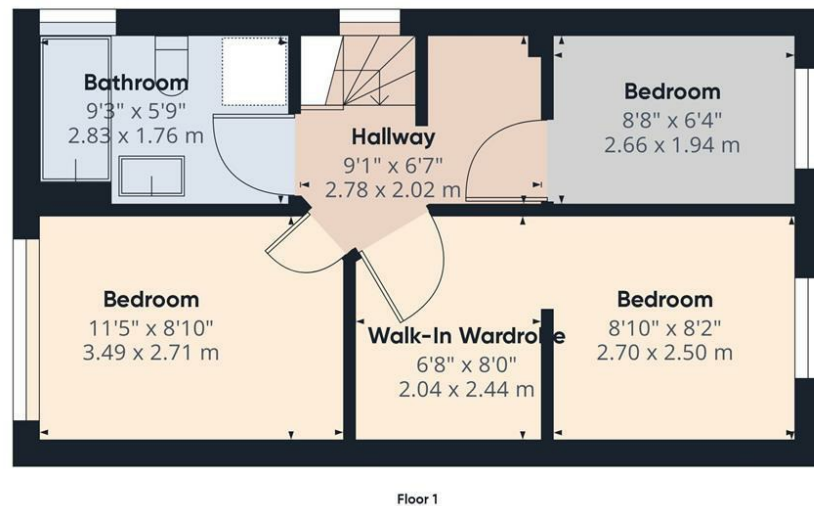 Bathroom
9'3" x 5'9"
2.83 x 1.76 m
Hallway
9'1" x 6'7"
2.78 x 2.02 m
Bedroom
8'8" x 6'4"
2.66 x 1.94 m
Bedroom
11'5" x 8'10"
3.49 x 2.71 m
Walk-In Wardrobe
6'8" x 8'0"
2.04 x 2.44 m
Bedroom
8'10" x 8'2"
2.70 x 2.50 m
Floor 1